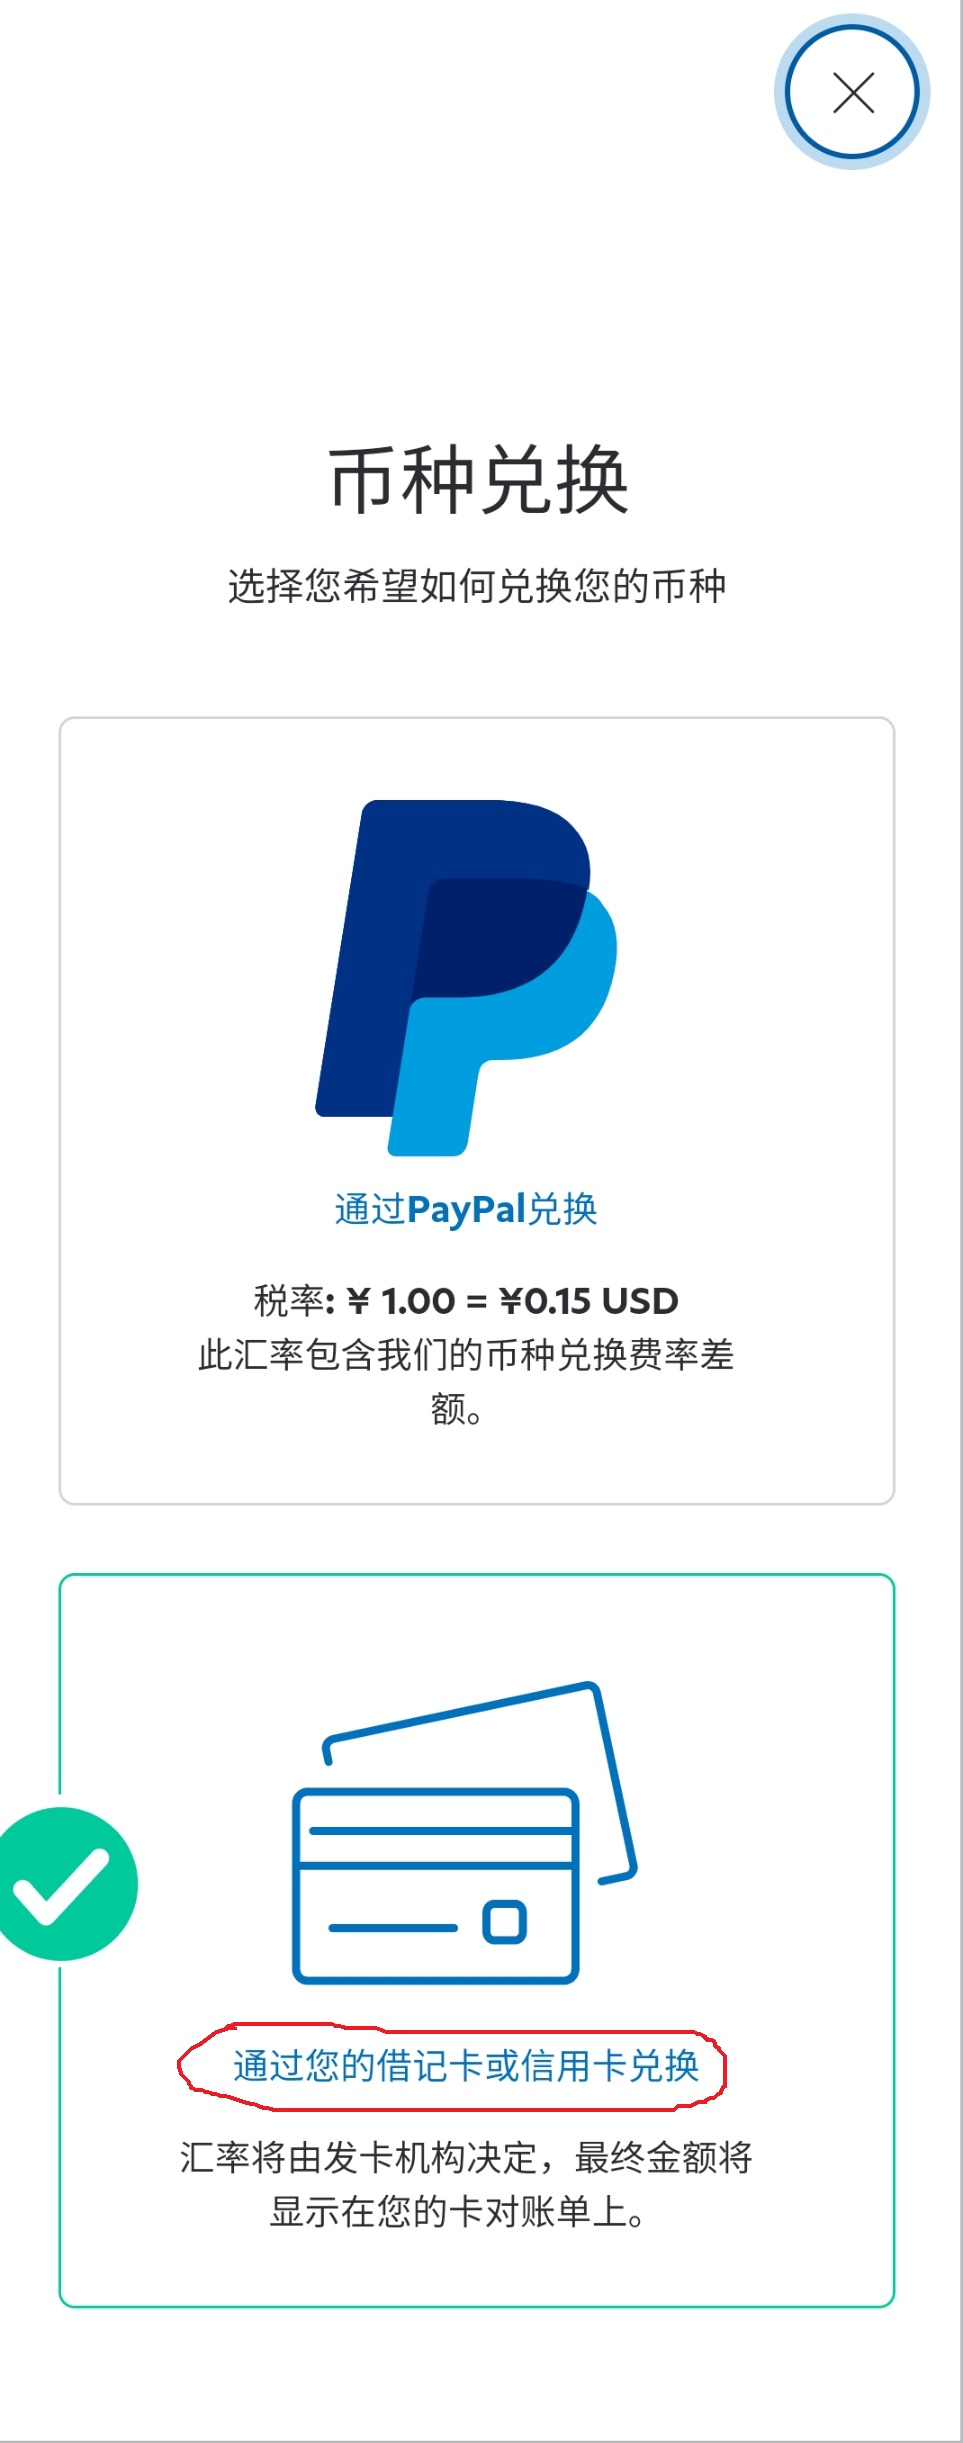 币种兑换
选择您希望如何兑换您的币种
通过PayPal兑换
税率: ¥ 1.00 = ¥0.15 USD
此汇率包含我们的币种兑换费率差
额。
通过您的借记卡或信用卡兑换
汇率将由发卡机构决定，最终金额将
显示在您的卡对账单上。